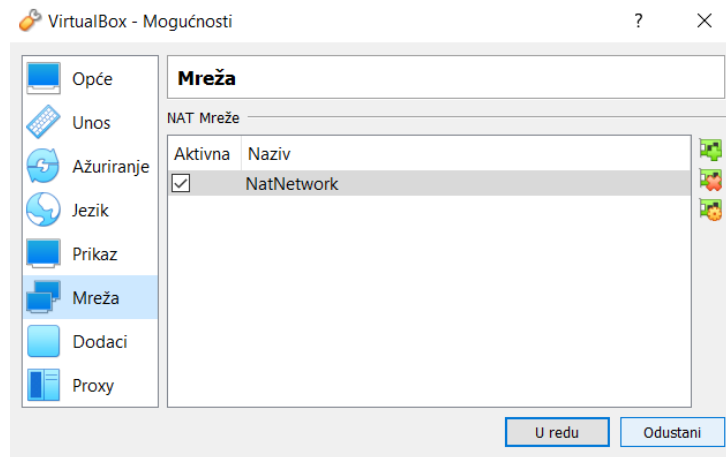 VirtualBox - Mogućnosti ?
Opće
Unos
Ažuriranje
Jezik
Prikaz
Mreža
Dodaci
Proxy
Mreža
NAT Mreže
Aktivna Naziv
NatNetwork
U redu Odustani